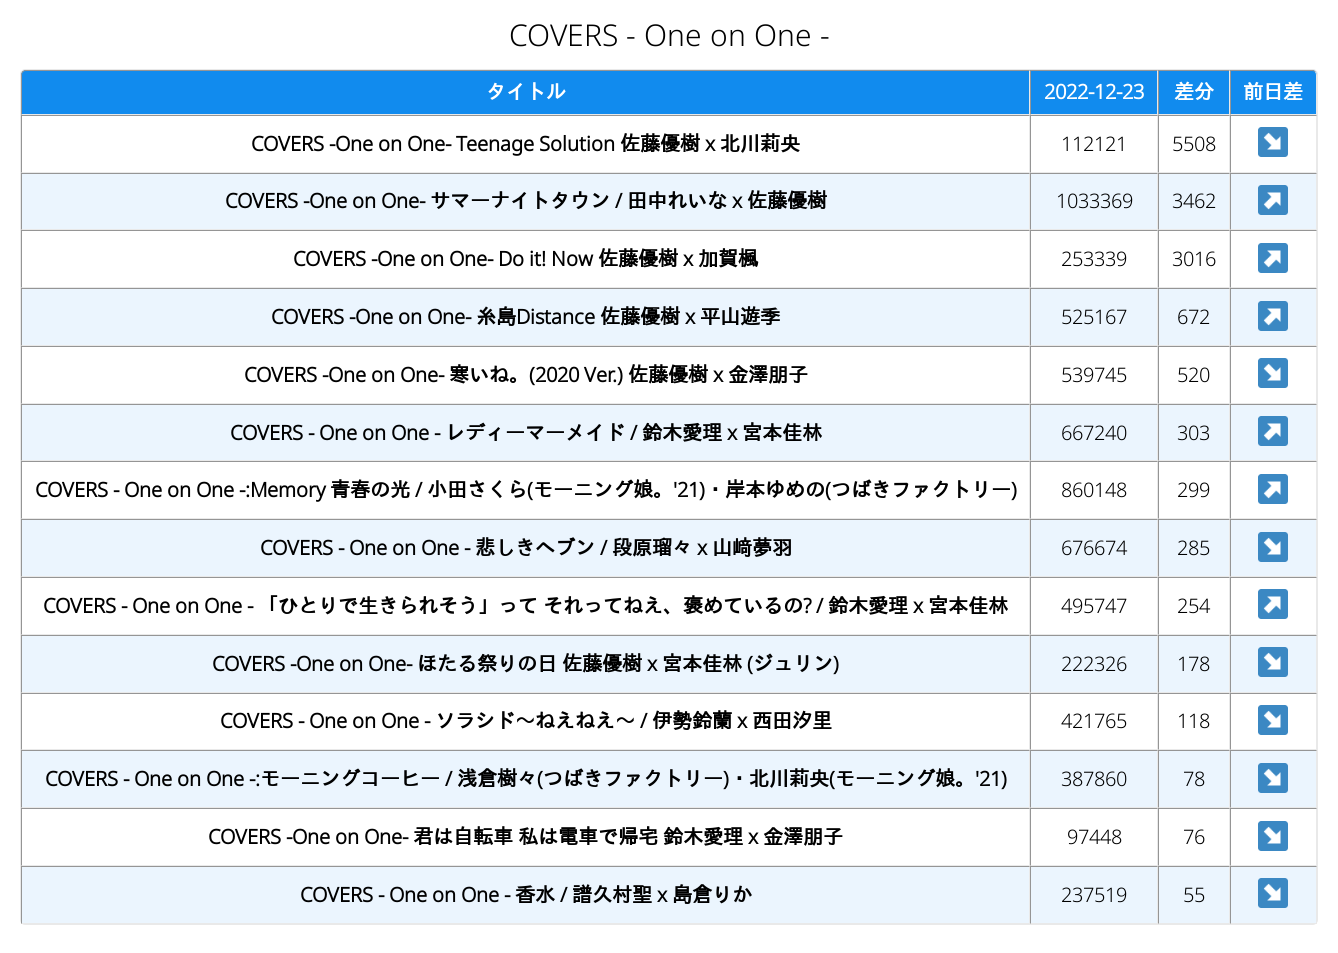 COVERS - One on One -
タイトル 2022-12-23 差分 前日差
COVERS -One on One- Teenage Solution 佐藤優樹 x 北川莉央 112121 5508 ↘
COVERS -One on One- サマーナイトタウン / 田中れいな x 佐藤優樹 1033369 3462 ↗
COVERS -One on One- Do it! Now 佐藤優樹 x 加賀楓 253339 3016 ↗
COVERS -One on One- 糸島Distance 佐藤優樹 x 平山遊季 525167 672 ↗
COVERS -One on One- 寒いね。(2020 Ver.) 佐藤優樹 x 金澤朋子 539745 520 ↘
COVERS - One on One - レディーマーメイド / 鈴木愛理 x 宮本佳林 667240 303 ↗
COVERS - One on One -:Memory 青春の光 / 小田さくら(モーニング娘。'21)・岸本ゆめの(つばきファクトリー) 860148 299 ↗
COVERS - One on One - 悲しきヘブン / 段原瑠々 x 山﨑夢羽 676674 285 ↘
COVERS - One on One - 「ひとりで生きられそう」って それってねえ、褒めているの? / 鈴木愛理 x 宮本佳林 495747 254 ↗
COVERS -One on One- ほたる祭りの日 佐藤優樹 x 宮本佳林 (ジュリン) 222326 178 ↘
COVERS - One on One - ソラシド～ねえねえ～ / 伊勢鈴蘭 x 西田汐里 421765 118 ↘
COVERS - One on One -:モーニングコーヒー / 浅倉樹々(つばきファクトリー)・北川莉央(モーニング娘。'21) 387860 78 ↘
COVERS -One on One- 君は自転車 私は電車で帰宅 鈴木愛理 x 金澤朋子 97448 76 ↘
COVERS - One on One - 香水 / 譜久村聖 x 島倉りか 237519 55 ↘